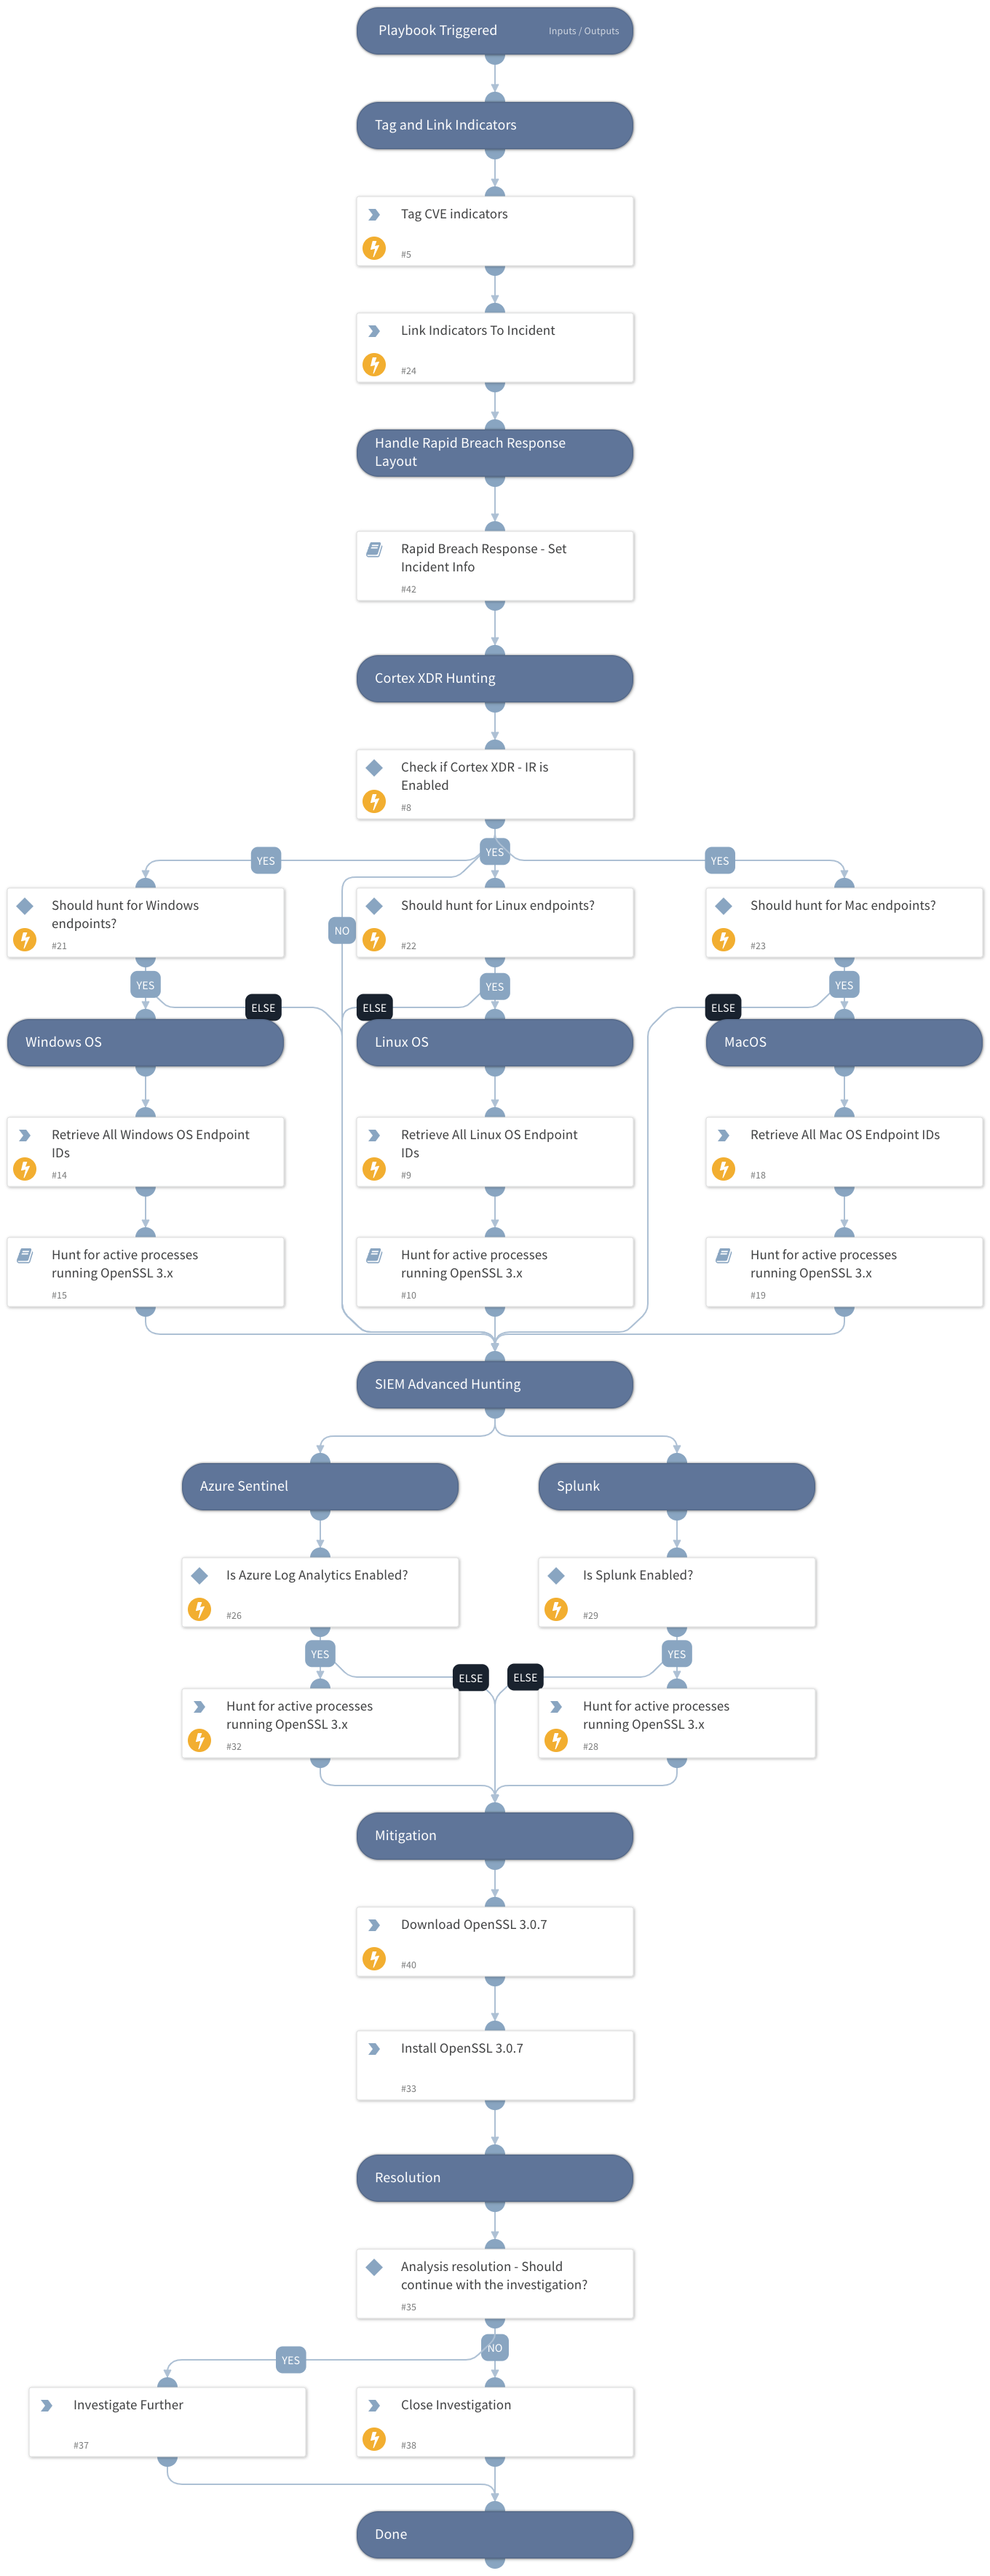 Playbook Triggered
Inputs / Outputs
Tag and Link Indicators
Tag CVE indicators
#5
Link Indicators To Incident
#24
Handle Rapid Breach Response
Layout
Rapid Breach Response - Set
Incident Info
#42
Cortex XDR Hunting
Check if Cortex XDR - IR is
Enabled
#8
YES
YES
YES
NO
Should hunt for Windows
endpoints?
#21
Should hunt for Linux endpoints?
#22
Should hunt for Mac endpoints?
#23
YES
ELSE
ELSE
YES
ELSE
YES
Windows OS
Linux OS
MacOS
Retrieve All Windows OS Endpoint
IDs
#14
Retrieve All Linux OS Endpoint
IDs
#9
Retrieve All Mac OS Endpoint IDs
#18
Hunt for active processes
running OpenSSL 3.x
#15
Hunt for active processes
running OpenSSL 3.x
#10
Hunt for active processes
running OpenSSL 3.x
#19
SIEM Advanced Hunting
Azure Sentinel
Splunk
Is Azure Log Analytics Enabled?
#26
Is Splunk Enabled?
#29
YES
ELSE
ELSE
YES
Hunt for active processes
running OpenSSL 3.x
#32
Hunt for active processes
running OpenSSL 3.x
#28
Mitigation
Download OpenSSL 3.0.7
#40
Install OpenSSL 3.0.7
#33
Resolution
Analysis resolution - Should
continue with the investigation?
#35
YES
NO
Investigate Further
#37
Close Investigation
#38
Done